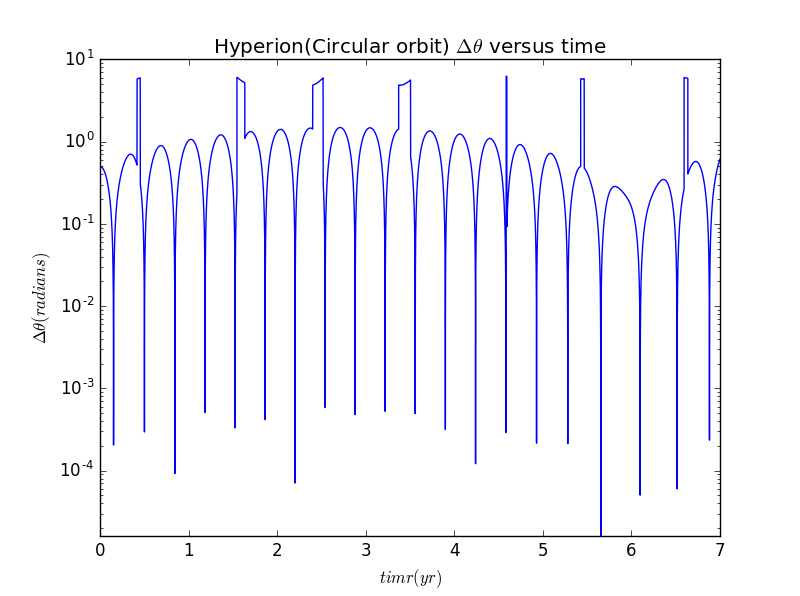 Hyperion(Circular orbit) Δθ versus time
10^1
10^0
10^-1
10^-2
10^-3
10^-4
Δθ(radians)
0 1 2 3 4 5 6 7
timr(yr)